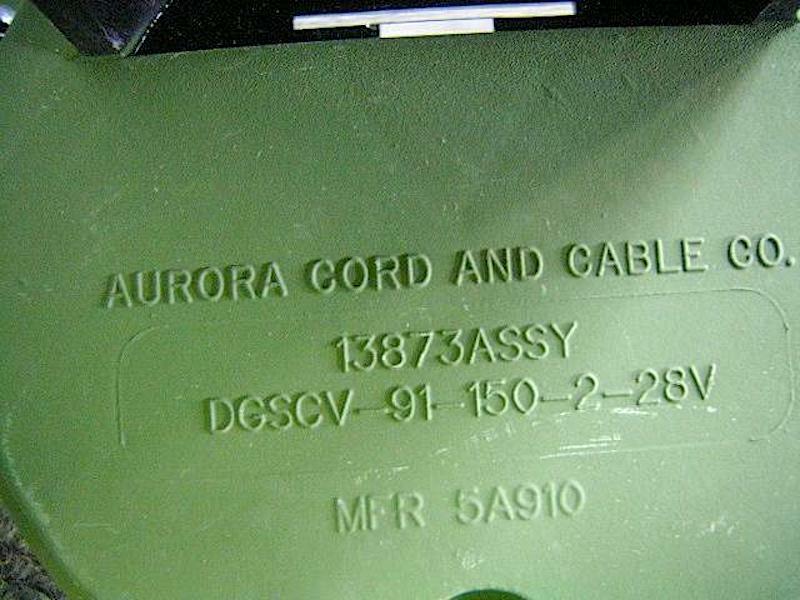 AURORA CORD AND CABLE CO.
13873ASSY
DGSCV-91-150-2-28V
MFR 5A910